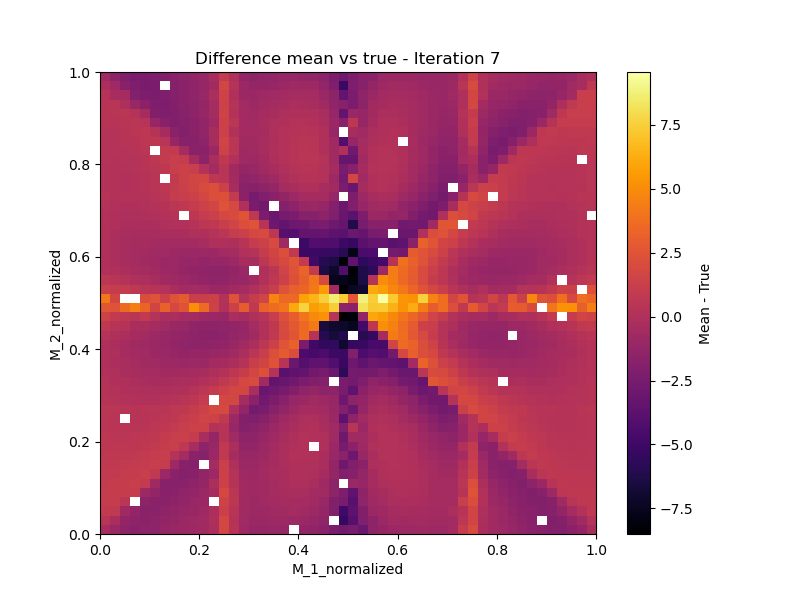 Difference mean vs true - Iteration 7
1.0
0.8
0.6
0.4
0.2
0.0
M_2_normalized
0.0 0.2 0.4 0.6 0.8 1.0
M_1_normalized
7.5
5.0
2.5
0.0
−2.5
−5.0
−7.5
Mean - True